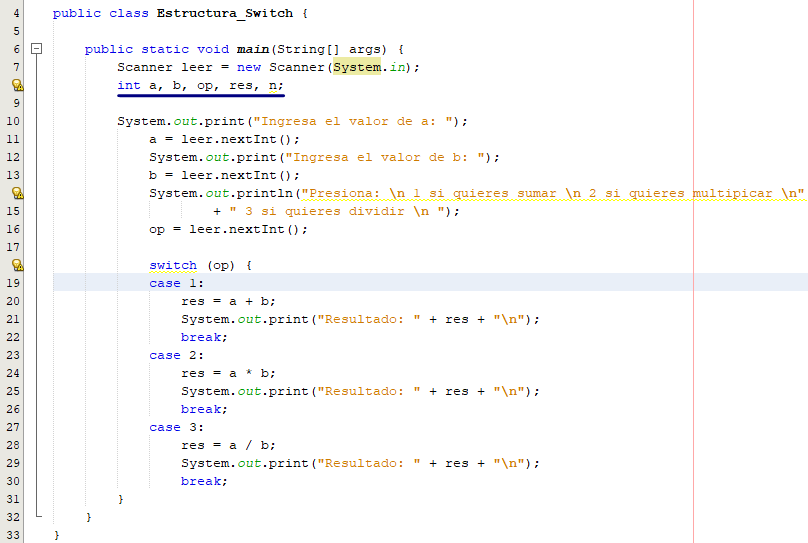 4 public class Estructura_Switch {
5
6 public static void main(String[] args) {
7 Scanner leer = new Scanner(System.in);
int a, b, op, res, n;
9
10 System.out.print("Ingresa el valor de a: ");
11 a = leer.nextInt();
12 System.out.print("Ingresa el valor de b: ");
13 b = leer.nextInt();
System.out.println("Presiona: \n 1 si quieres sumar \n 2 si quieres multipicar \n"
15 + " 3 si quieres dividir \n ");
16 op = leer.nextInt();
17
switch (op) {
19 case 1:
20 res = a + b;
21 System.out.print("Resultado: " + res + "\n");
22 break;
23 case 2:
24 res = a * b;
25 System.out.print("Resultado: " + res + "\n");
26 break;
27 case 3:
28 res = a / b;
29 System.out.print("Resultado: " + res + "\n");
30 break;
31 }
32 }
33 }